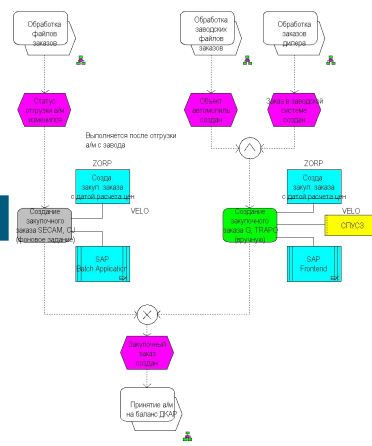 Обработка
файлов
заказов
Обработка
заводских
файлов
заказов
Обработка
заказов
дилера
Статус
отгрузки а/м
изменился
Объект
автомобиль
создан
Заказ в заводской
системе
создан
Выполняется после отгрузки
а/м с завода
ZORP
Созда
закуп. заказа
с датой расчета цен
VELO
Создание
закупочного
заказа SECAM, CJ
(фоновое задание)
SAP
Batch Application
ZORP
Созда
закуп. заказа
с датой расчета цен
VELO
Создание
закупочного
заказа G, TRAPO
(вручную)
СПУСЗ
SAP
Frontend
Закупочный
заказ
создан
Принятие а/м
на баланс ДКАР